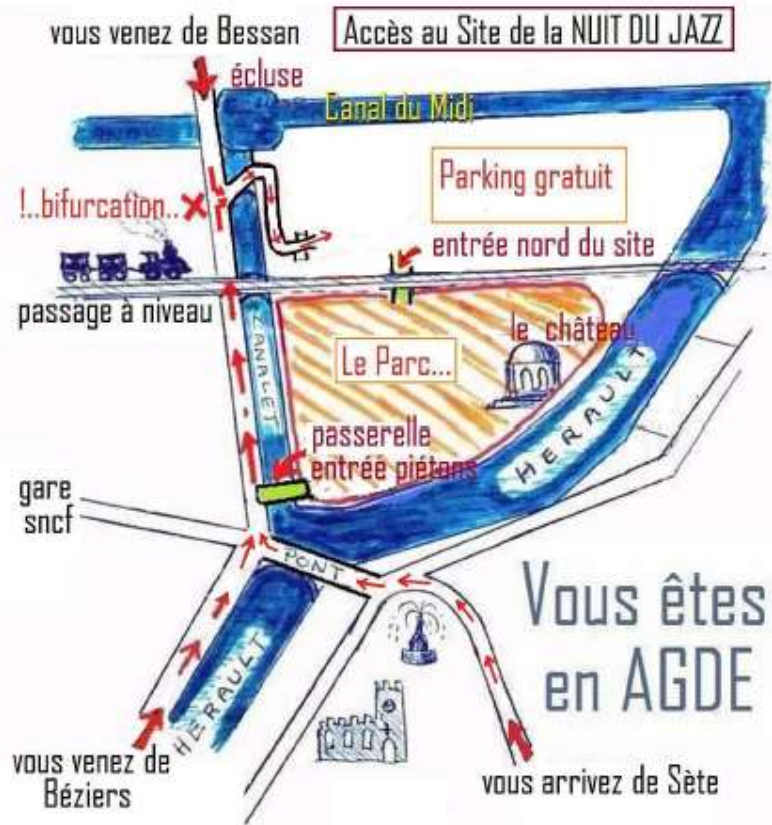 vous venez de Bessan
Accès au Site de la NUIT DU JAZZ
écluse
Canal du Midi
Parking gratuit
!..bifurcation..
entrée nord du site
passage à niveau
CANALET
le château
Le Parc...
HERAULT
passerelle
entréé piétons
gare
sncf
PONT
Vous êtes
en AGDE
HERAULT
vous venez de
Béziers
vous arrivez de Sète